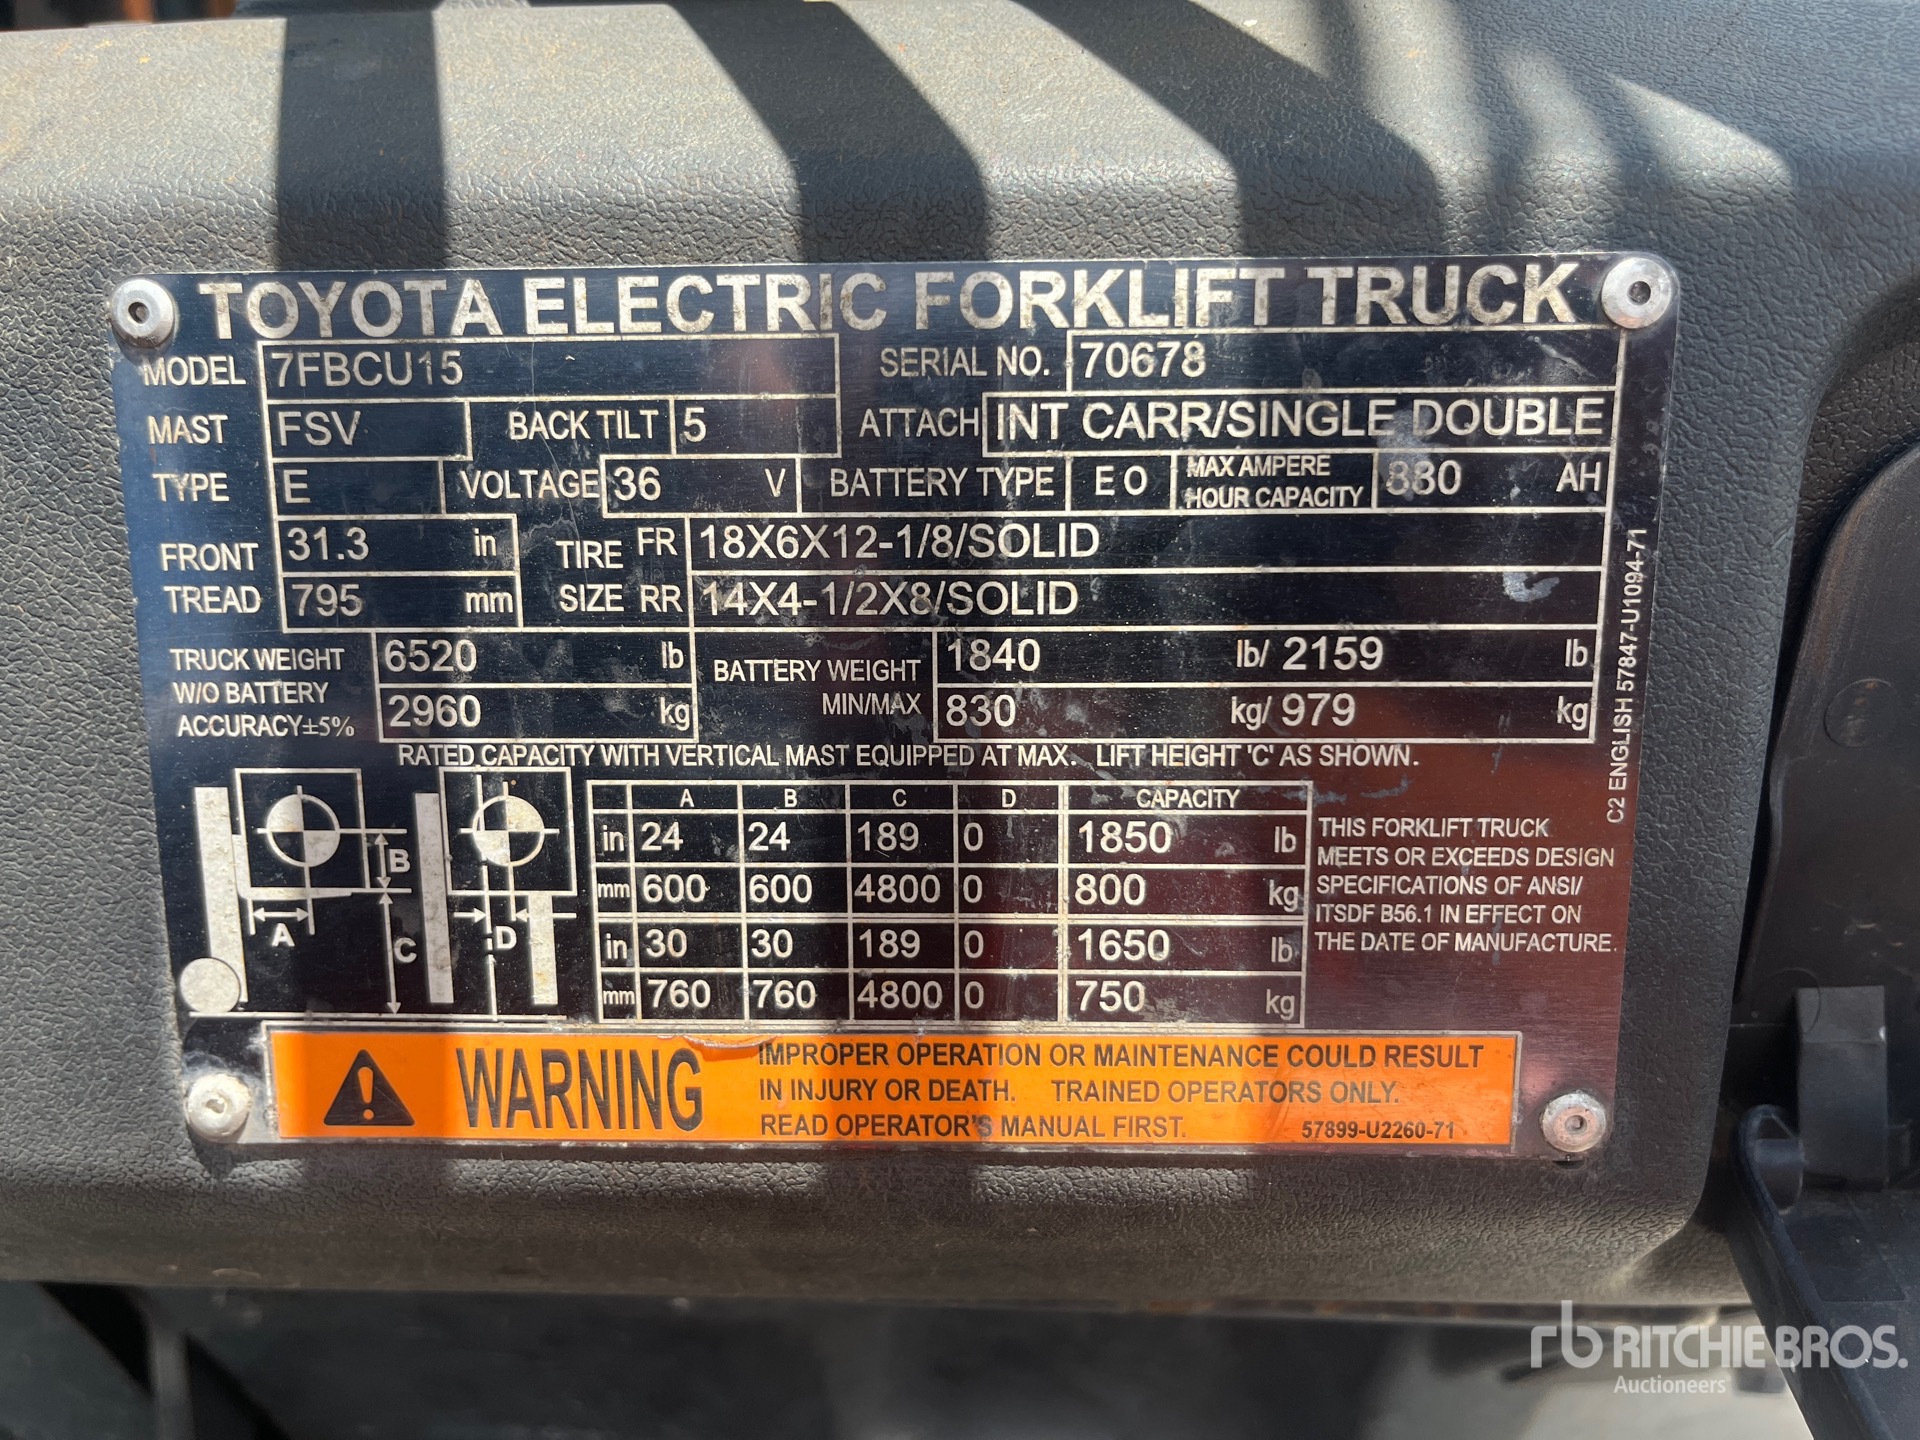 TOYOTA ELECTRIC FORKLIFT TRUCK
MODEL 7FBCU15 SERIAL NO. 70678
MAST FSV BACK TILT 5 ATTACH INT CARR/SINGLE DOUBLE
TYPE E VOLTAGE 36 V BATTERY TYPE E O MAX AMPERE HOUR CAPACITY 880 AH
FRONT TREAD 31.3 in TIRE SIZE FR 18X6X12-1/8/SOLID
795 mm RR 14X4-1/2X8/SOLID
TRUCK WEIGHT W/O BATTERY ACCURACY±5% 6520 lb BATTERY WEIGHT MIN/MAX 1840 lb/ 2159 lb
2960 kg 830 kg/ 979 kg
RATED CAPACITY WITH VERTICAL MAST EQUIPPED AT MAX. LIFT HEIGHT 'C' AS SHOWN.
A B C D
A B C D CAPACITY
in 24 24 189 0 1850 lb
mm 600 600 4800 0 800 kg
in 30 30 189 0 1650 lb
mm 760 760 4800 0 750 kg
THIS FORKLIFT TRUCK
MEETS OR EXCEEDS DESIGN
SPECIFICATIONS OF ANSI/
ITSDF B56.1 IN EFFECT ON
THE DATE OF MANUFACTURE.
C2 ENGLISH 57847-U1094-71
WARNING
IMPROPER OPERATION OR MAINTENANCE COULD RESULT
IN INJURY OR DEATH. TRAINED OPERATORS ONLY.
READ OPERATOR'S MANUAL FIRST. 57899-U2260-71
rb RITCHIE BROS.
Auctioneers